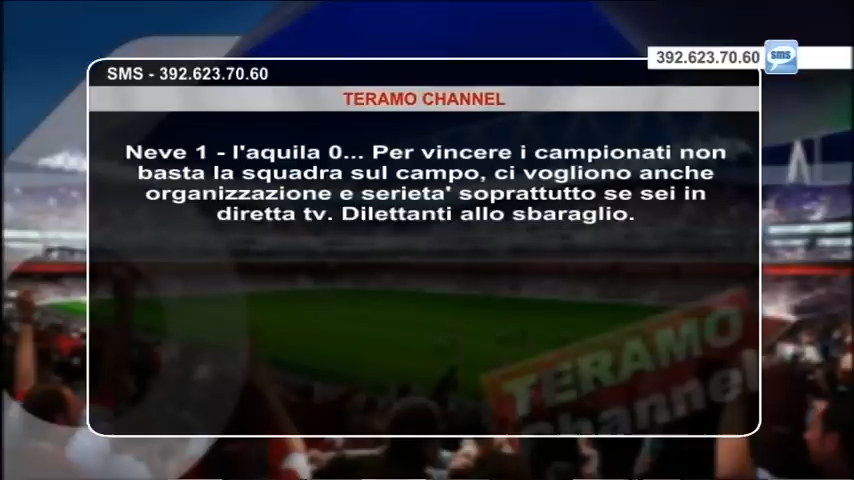 392.623.70.60 sms
SMS - 392.623.70.60
TERAMO CHANNEL
Neve 1 - l'aquila 0... Per vincere i campionati non
basta la squadra sul campo, ci vogliono anche
organizzazione e serieta' soprattutto se sei in
diretta tv. Dilettanti allo sbaraglio.
TERAMO
Channel